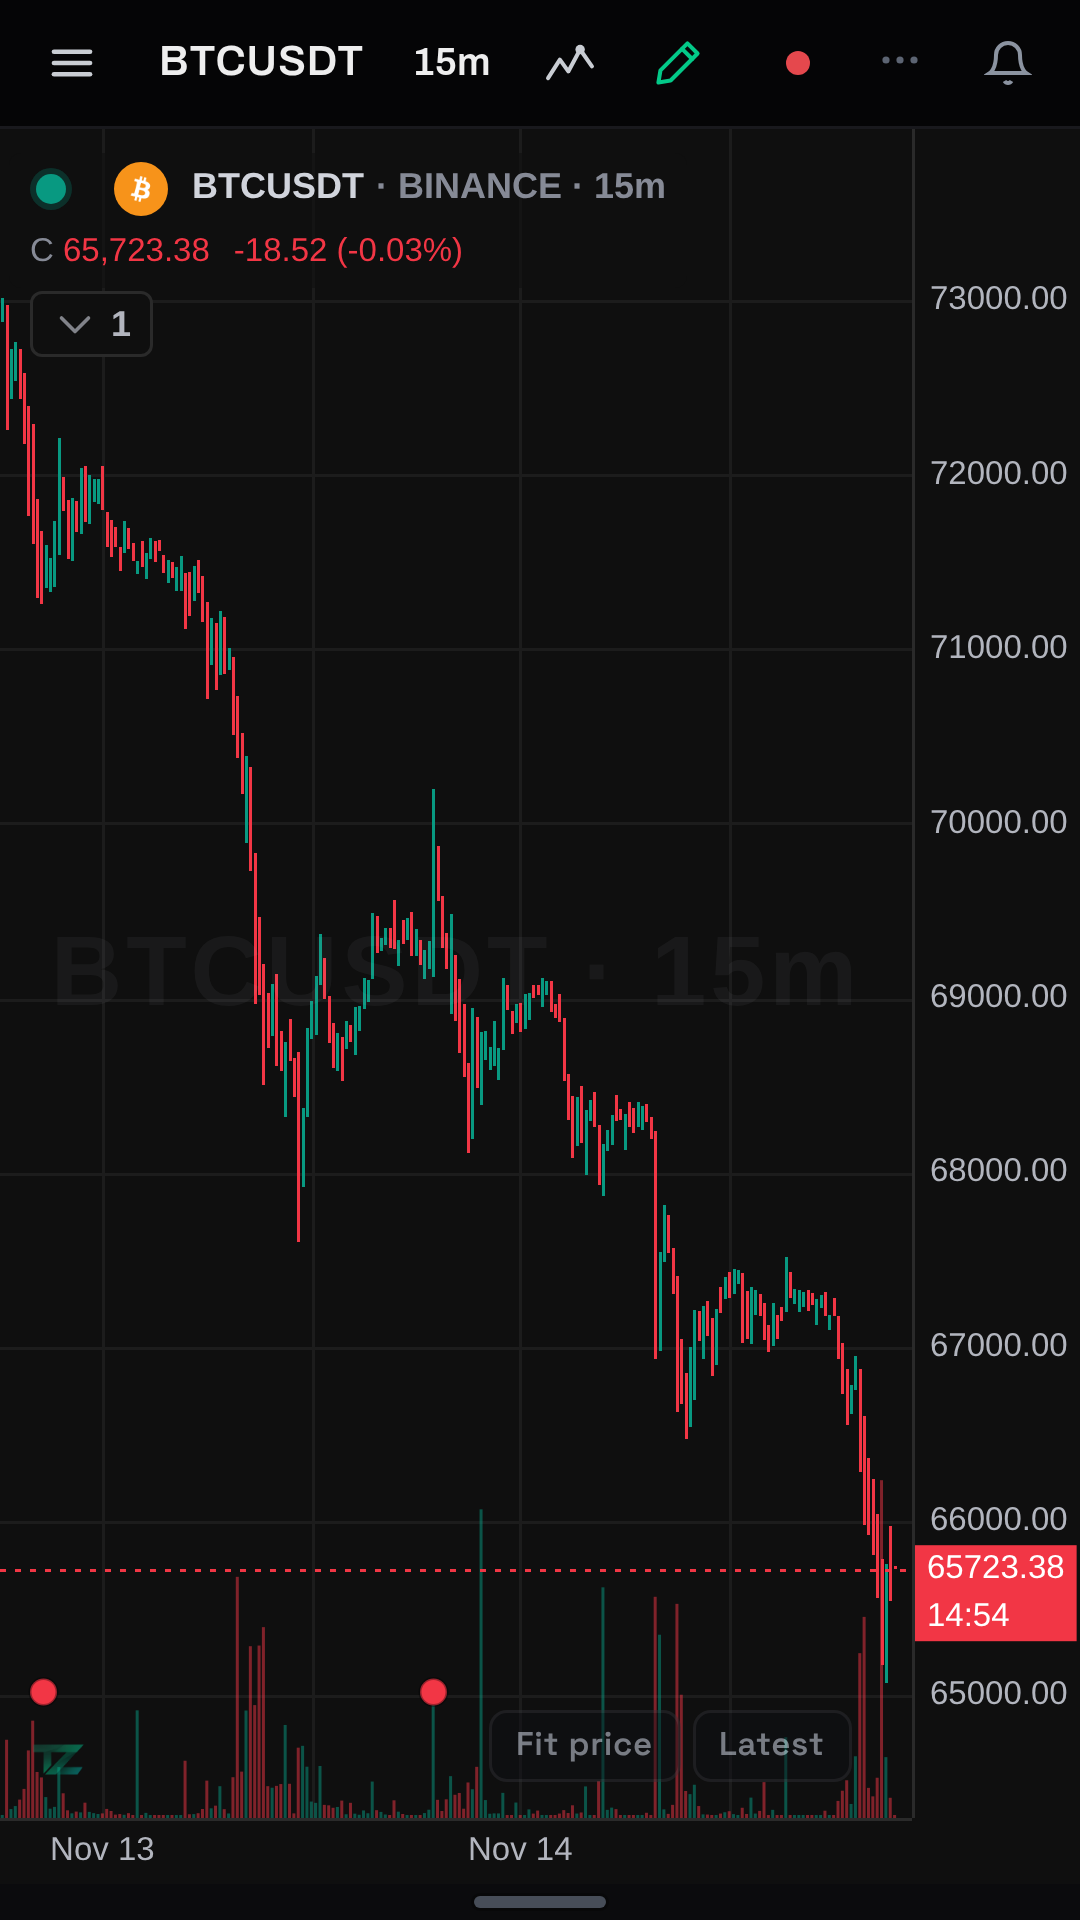 BTCUSDT 15m
BTCUSDT · BINANCE · 15m
C 65,723.38 -18.52 (-0.03%)
1
73000.00
72000.00
71000.00
70000.00
BTCUSDT · 15m
69000.00
68000.00
67000.00
66000.00
65723.38
14:54
65000.00
Fit price Latest
Nov 13 Nov 14